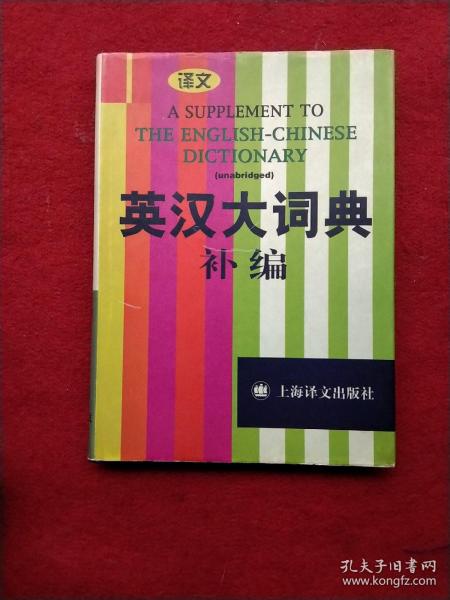 译文
A SUPPLEMENT TO
THE ENGLISH-CHINESE
DICTIONARY
(unabridged)
英汉大词典
补编
上海译文出版社
孔夫子旧书网
www.kongfz.com